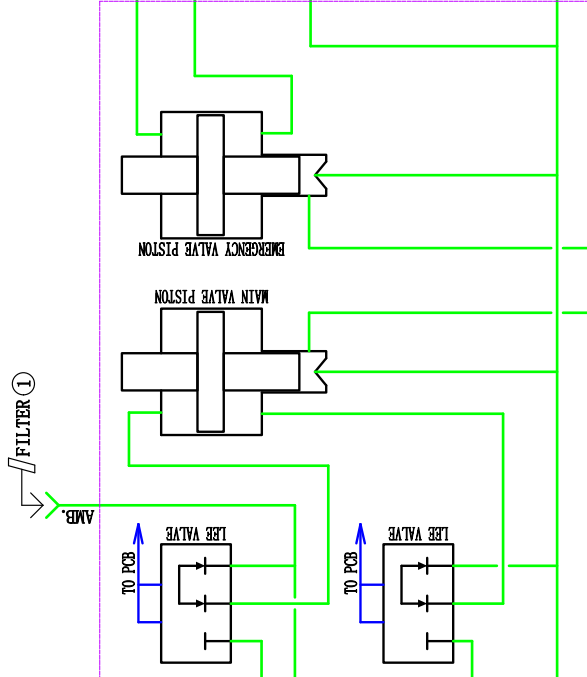 EMERGENCY VALVE PISTON
MAIN VALVE PISTON
FILTER 1
AMB.
LEE VALVE
LEE VALVE
TO PCB
TO PCB